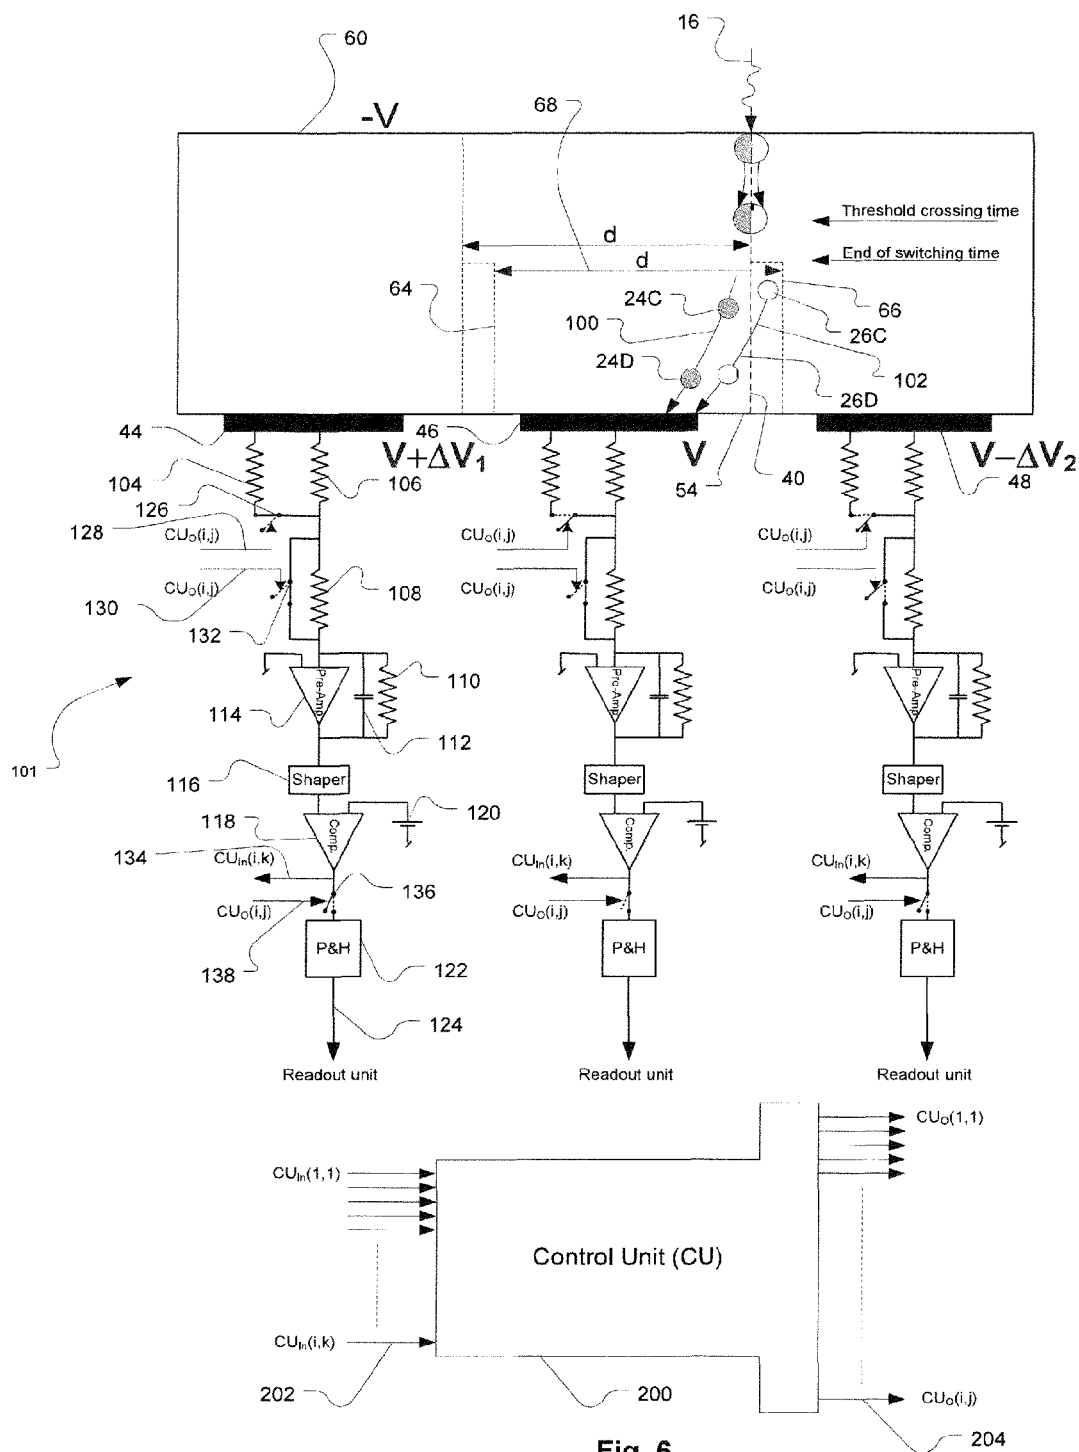 16
60
-V
68
Threshold crossing time
d
End of switching time
d
64
24C
66
100
26C
24D
102
26D
44
46
V+ΔV1
V
V−ΔV2
104
106
54
40
48
126
128
CUO(i,j)
CUO(i,j)
CUO(i,j)
CUO(i,j)
CUO(i,j)
CUO(i,j)
108
130
132
110
Pre-Amp
Pre-Amp
Pre-Amp
114
112
101
116
Shaper
Shaper
Shaper
120
118
Comp.
Comp.
Comp.
134
CUIn(i,k)
CUIn(i,k)
CUIn(i,k)
136
CUO(i,j)
CUO(i,j)
CUO(i,j)
P&H
P&H
P&H
138
122
124
Readout unit
Readout unit
Readout unit
CUO(1,1)
CUIn(1,1)
Control Unit (CU)
CUIn(i,k)
202
200
CUO(i,j)
204
Fig. 6